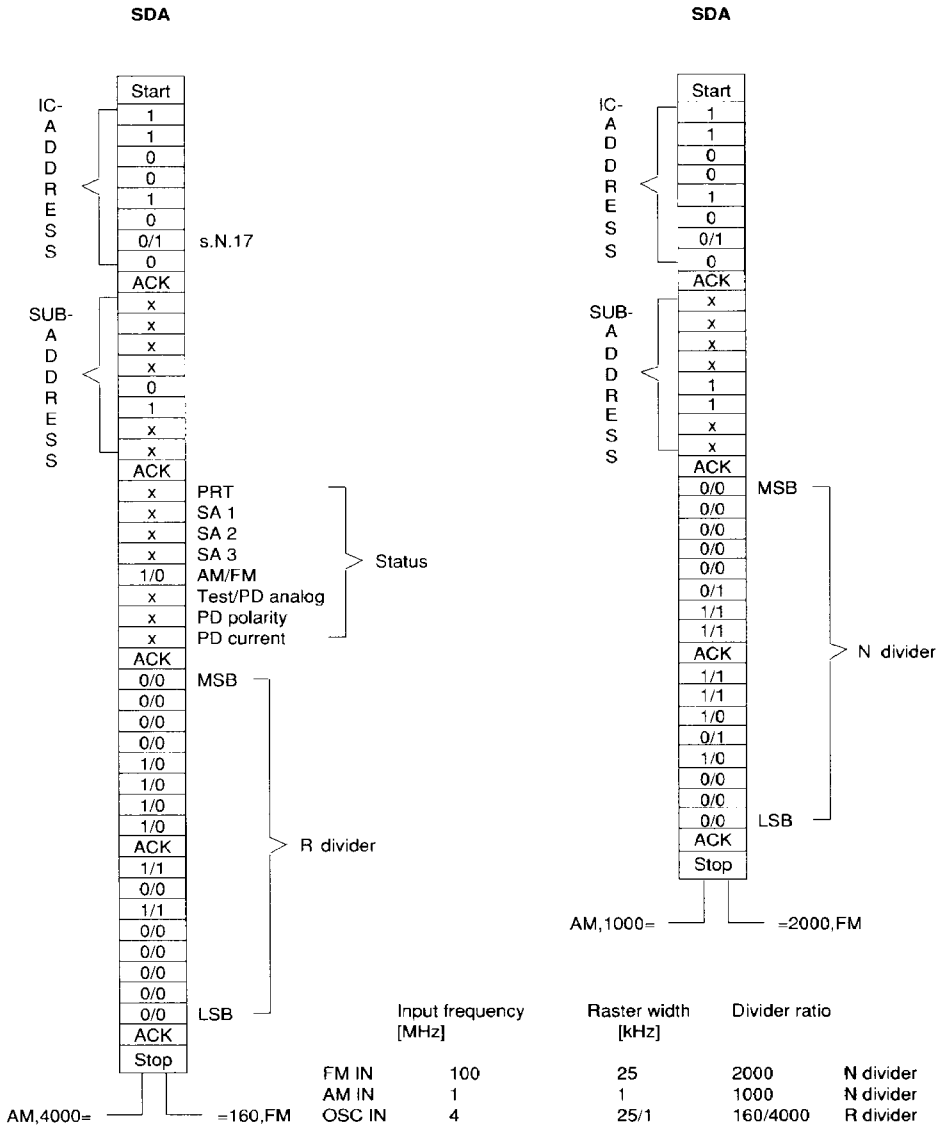 SDA
Start
IC-
A
D
D
R
E
S
S
1
1
0
0
1
0
0/1 s.N.17
0
ACK
SUB-
A
D
D
R
E
S
S
x
x
x
x
0
1
x
x
ACK
x PRT
x SA 1
x SA 2
x SA 3
1/0 AM/FM
x Test/PD analog
x PD polarity
x PD current
Status
ACK
0/0 MSB
0/0
0/0
0/0
1/0
1/0
1/0
1/0
ACK
R divider
1/1
0/0
1/1
0/0
0/0
0/0
0/0
0/0 LSB
ACK
Stop
AM,4000= =160,FM
SDA
Start
IC-
A
D
D
R
E
S
S
1
1
0
0
1
0
0/1
0
ACK
SUB-
A
D
D
R
E
S
S
x
x
x
x
1
1
x
x
ACK
0/0 MSB
0/0
0/0
0/0
0/0
0/1
1/1
1/1
ACK
N divider
1/1
1/1
1/0
0/1
1/0
0/0
0/0
0/0 LSB
ACK
Stop
AM,1000= =2000,FM
Input frequency Raster width Divider ratio
[MHz] [kHz]
FM IN 100 25 2000 N divider
AM IN 1 1 1000 N divider
OSC IN 4 25/1 160/4000 R divider